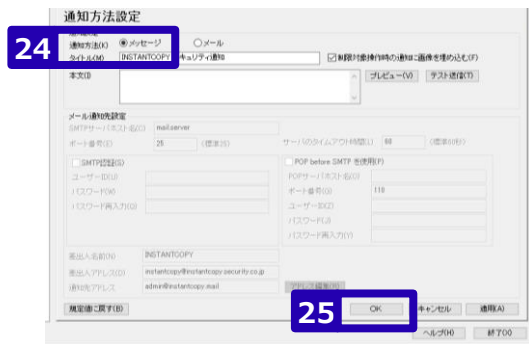 通知方法設定
24
通知方法(K) メッセージ メール
タイトル(M) INSTANTCOPY キュリティ通知 制限対象操作時の通知に画像を埋め込む(F)
本文(I) プレビュー(V) テスト送信(T)
メール通知先設定
SMTPサーバホスト名(O) mail.server サーバのタイムアウト時間(L) 60 (標準60秒)
ポート番号(E) 25 (標準25)
SMTP認証(S) POP before SMTP を使用(P)
ユーザーID(U) POPサーバホスト名(G)
パスワード(W) ポート番号(G) 110
パスワード再入力(Q) ユーザーID(Z)
パスワード(J)
パスワード再入力(Y)
差出人名前(N) INSTANTCOPY
差出人アドレス(D) instantcopy@instantcopy.security.co.jp
通知先アドレス admin@instantcopy.mail アドレス編集(R)
規定値に戻す(B) 25 OK キャンセル 適用(A)
ヘルプ(H) 終了(X)